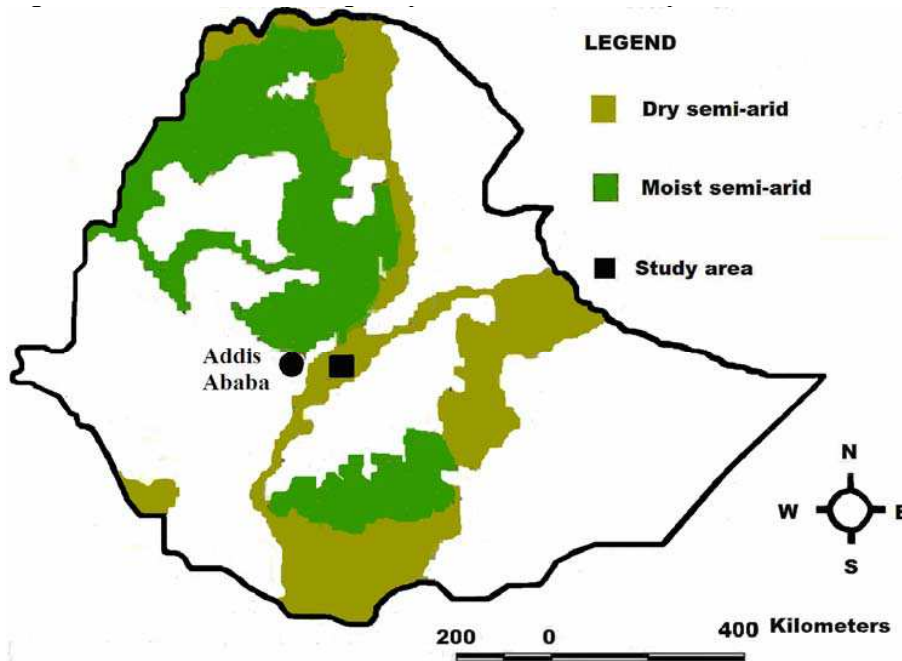 LEGEND
Dry semi-arid
Moist semi-arid
Study area
Addis
Ababa
N
W
E
S
200 0 400 Kilometers